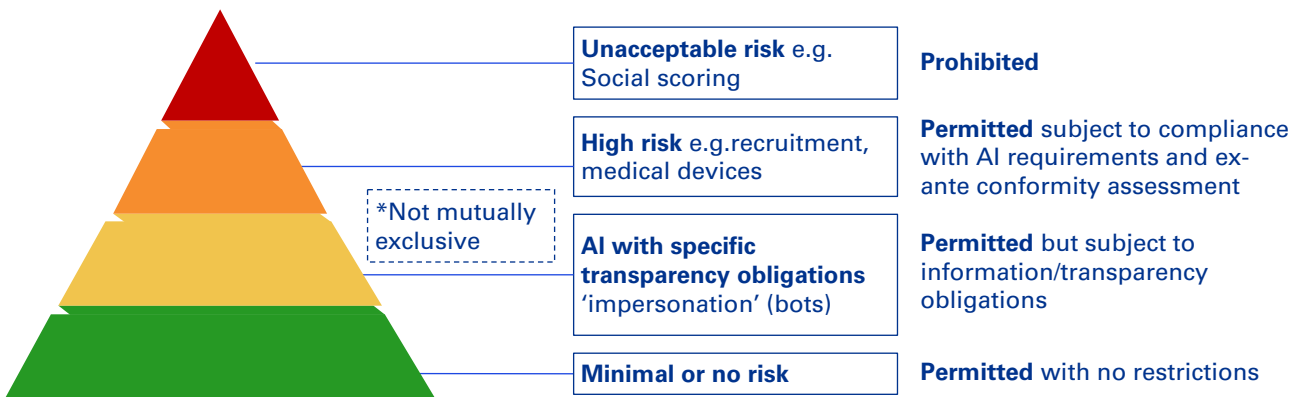 Unacceptable risk e.g.
Social scoring
Prohibited
High risk e.g.recruitment,
medical devices
Permitted subject to compliance
with AI requirements and ex-
ante conformity assessment
*Not mutually
exclusive
AI with specific
transparency obligations
‘impersonation’ (bots)
Permitted but subject to
information/transparency
obligations
Minimal or no risk
Permitted with no restrictions